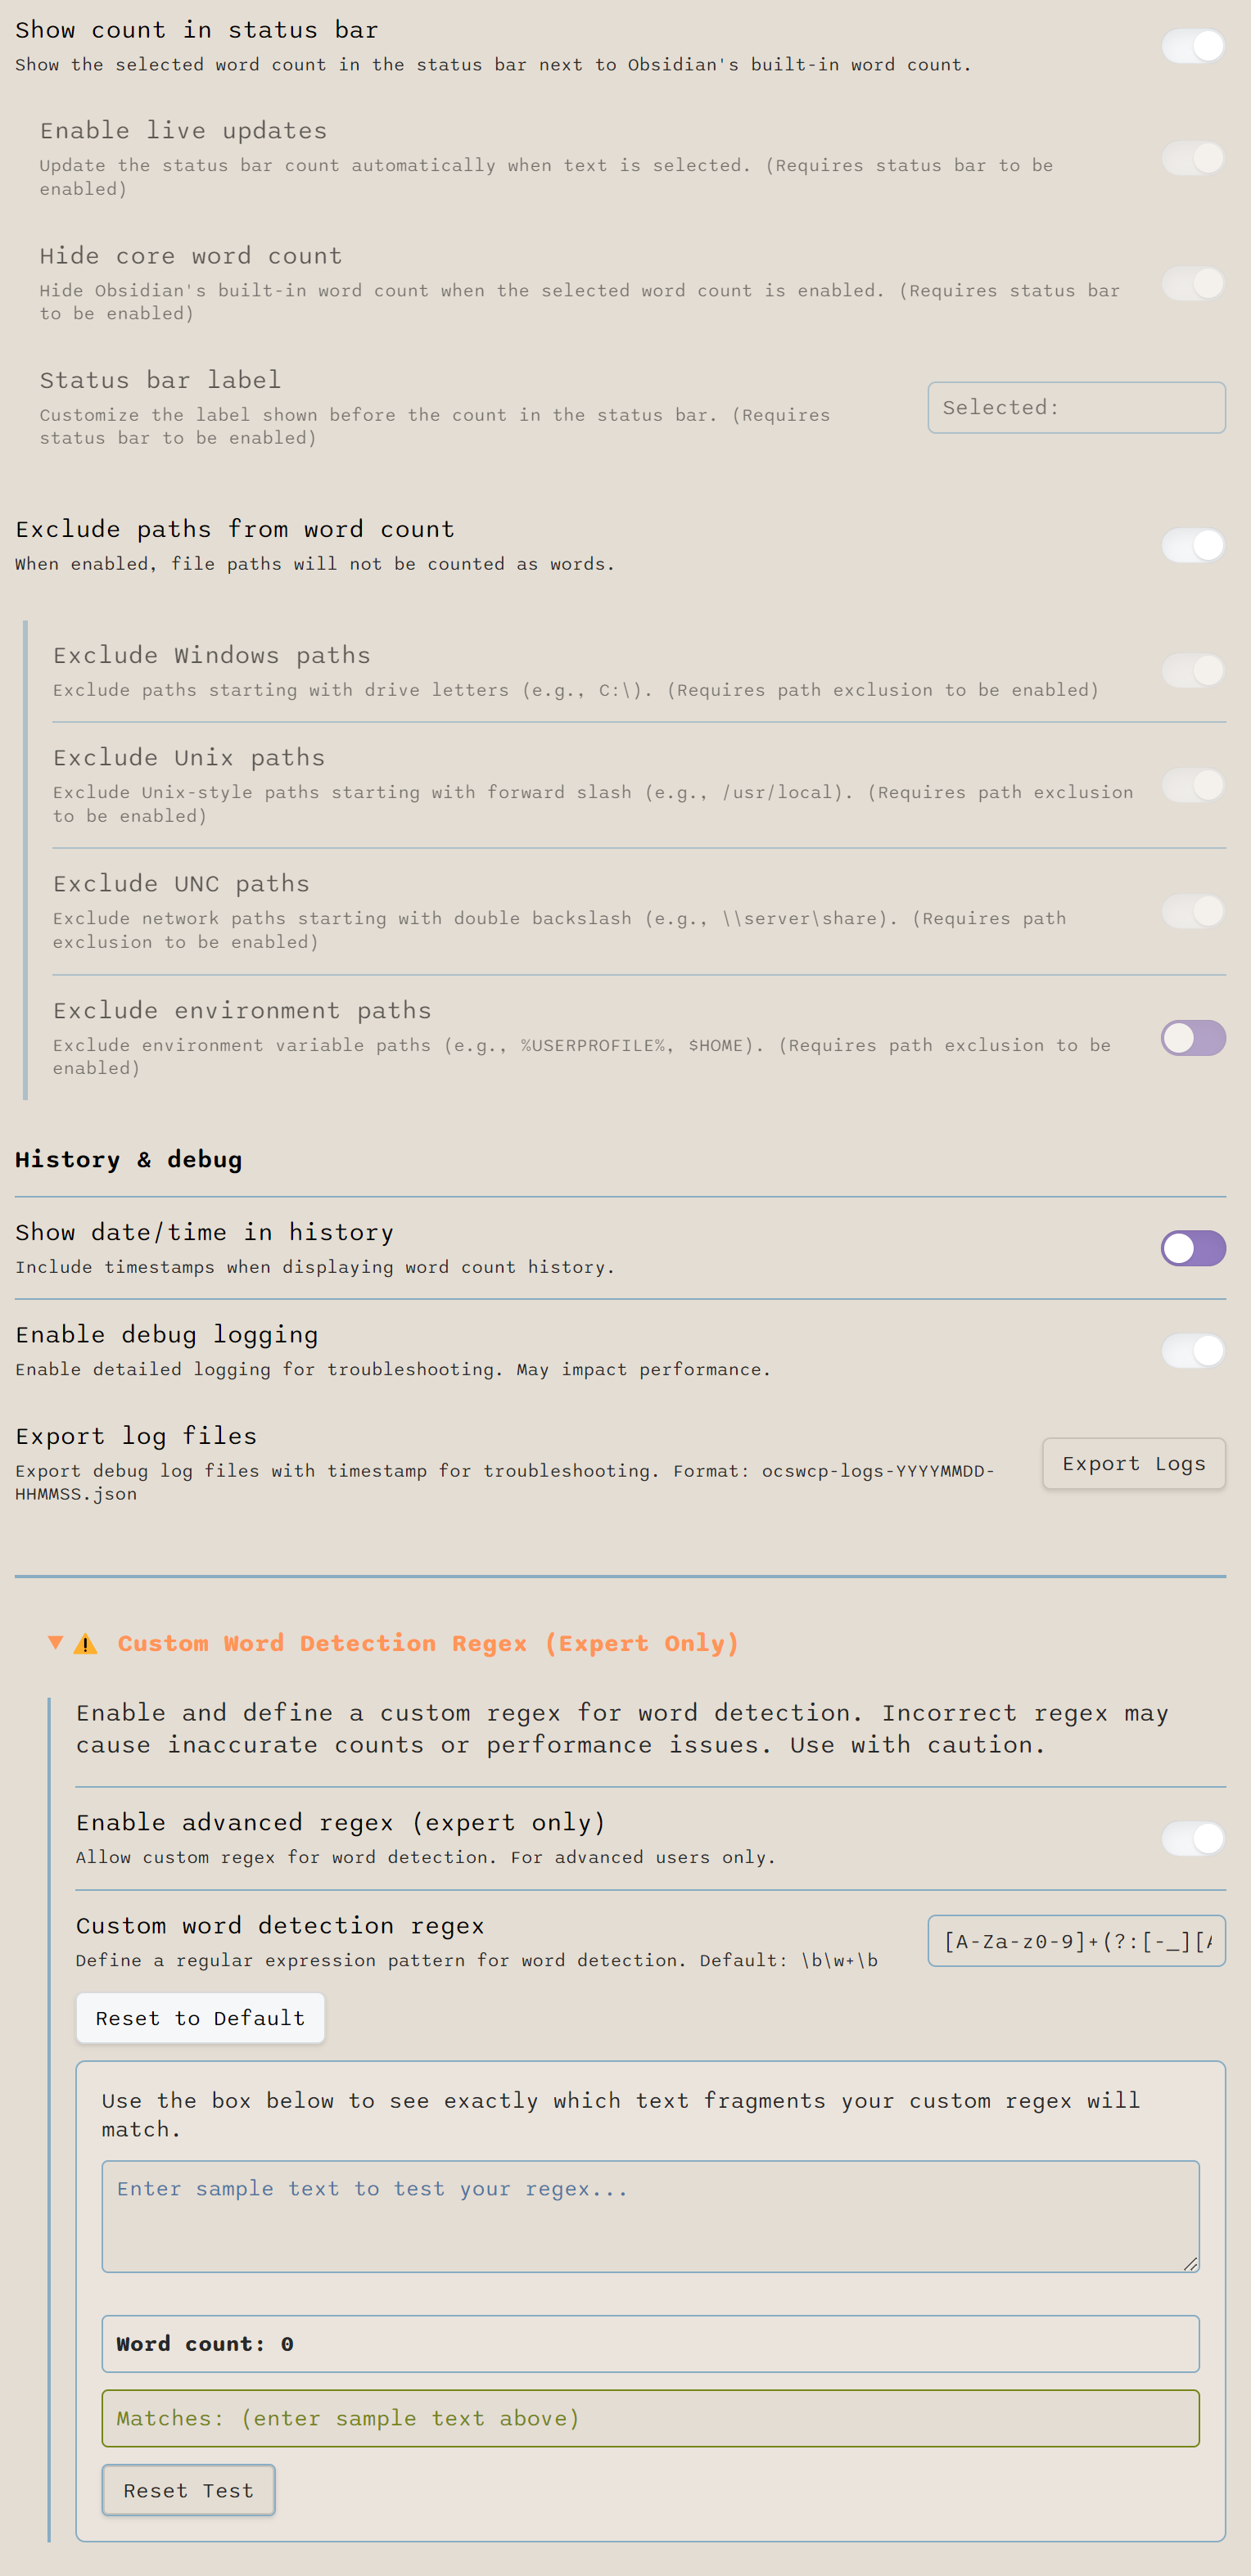 Show count in status bar
Show the selected word count in the status bar next to Obsidian's built-in word count.
Enable live updates
Update the status bar count automatically when text is selected. (Requires status bar to be
enabled)
Hide core word count
Hide Obsidian's built-in word count when the selected word count is enabled. (Requires status bar
to be enabled)
Status bar label
Customize the label shown before the count in the status bar. (Requires
status bar to be enabled)
Selected:
Exclude paths from word count
When enabled, file paths will not be counted as words.
Exclude Windows paths
Exclude paths starting with drive letters (e.g., C:\). (Requires path exclusion to be enabled)
Exclude Unix paths
Exclude Unix-style paths starting with forward slash (e.g., /usr/local). (Requires path exclusion
to be enabled)
Exclude UNC paths
Exclude network paths starting with double backslash (e.g., \\server\share). (Requires path
exclusion to be enabled)
Exclude environment paths
Exclude environment variable paths (e.g., %USERPROFILE%, $HOME). (Requires path exclusion to be
enabled)
History & debug
Show date/time in history
Include timestamps when displaying word count history.
Enable debug logging
Enable detailed logging for troubleshooting. May impact performance.
Export log files
Export debug log files with timestamp for troubleshooting. Format: ocswcp-logs-YYYYMMDD-
HHMMSS.json
Export Logs
▼ ⚠ Custom Word Detection Regex (Expert Only)
Enable and define a custom regex for word detection. Incorrect regex may
cause inaccurate counts or performance issues. Use with caution.
Enable advanced regex (expert only)
Allow custom regex for word detection. For advanced users only.
Custom word detection regex
Define a regular expression pattern for word detection. Default: \b\w+\b
[A-Za-z0-9]+(?:[-_][A
Reset to Default
Use the box below to see exactly which text fragments your custom regex will
match.
Enter sample text to test your regex...
Word count: 0
Matches: (enter sample text above)
Reset Test